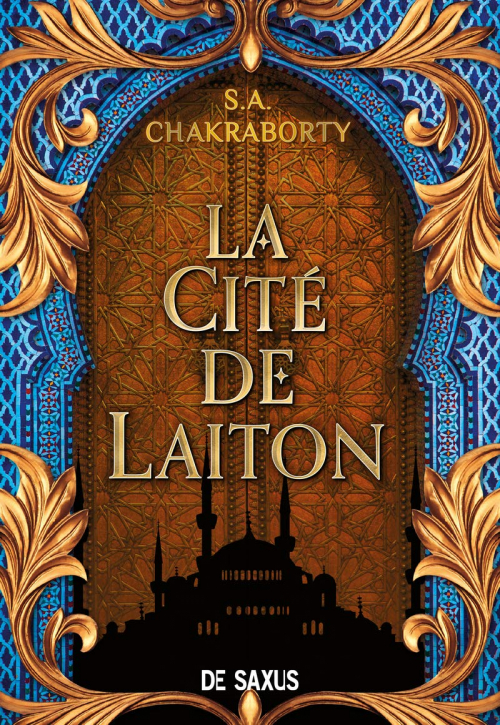 S.A.
CHAKRABORTY
LA
CITÉ
DE
LAITON
DE SAXUS